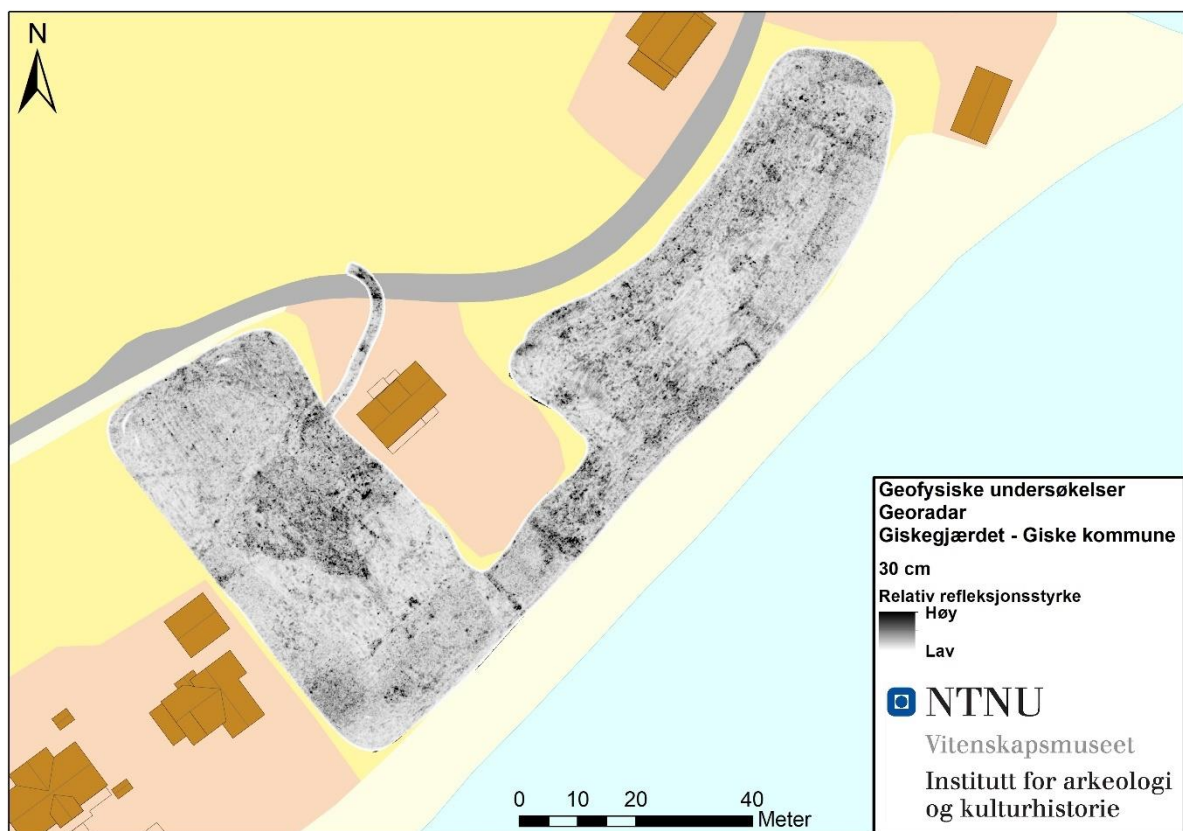 N
Geofysiske undersøkelser
Georadar
Giskegjærdet - Giske kommune
30 cm
Relativ refleksjonsstyrke
Høy
Lav
NTNU
Vitenskapsmuseet
Institutt for arkeologi
og kulturhistorie
0 10 20 40
Meter